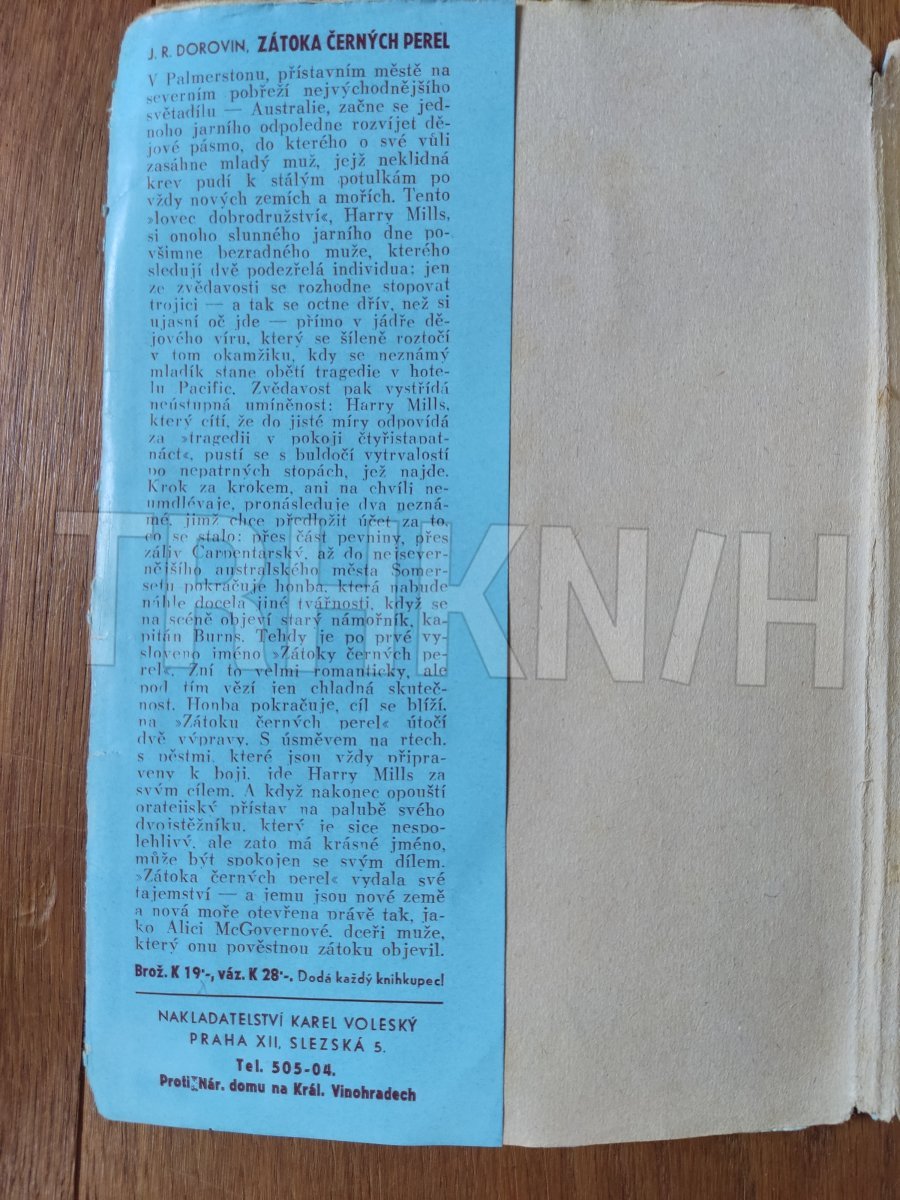 J. R. DOROVIN, ZÁTOKA ČERNÝCH PEREL
V Palmerstonu, přístavním městě na
severním pobřeží nejvýchodnějšího
světadílu — Australie, začne se jed-
noho jarního odpoledne rozvíjet dě-
jové pásmo, do kterého o své vůli
zasáhne mladý muž, jejž neklidná
krev pudí k stálým potulkám po
vždy nových zemích a mořích. Tento
»lovec dobrodružství«, Harry Mills,
si onoho slunného jarního dne po-
všimne bezradného muže, kterého
sledují dvě podezřelá individua; jen
ze zvědavosti se rozhodne stopovat
trojici — a tak se octne dřív, než si
ujasní oč jde — přímo v jádře dě-
jového víru, který se šíleně roztočí
v tom okamžiku, kdy se neznámý
mladík stane obětí tragedie v hote-
lu Pacific. Zvědavost pak vystřídá
neústupná umíněnost: Harry Mills,
který cítí, že do jisté míry odpovídá
za »tragedii v pokoji čtyřistapat-
náct«, pustí se s buldočí vytrvalostí
po nepatrných stopách, jež najde.
Krok za krokem, ani na chvíli ne-
umdlévaje, pronásleduje dva nezná-
mé, jimž chce předložit účet za to,
co se stalo: přes část pevniny, přes
záliv Carpentarský, až do nejsever-
nějšího australského města Somer-
setu pokračuje honba, která nabude
náhle docela jiné tvářnosti, když se
na scéně objeví starý námořník, ka-
pitán Burns. Tehdy je po prvé vy-
sloveno jméno »Zátoky černých pe-
rel«. Zní to velmi romanticky, ale
pod tím vězí jen chladná skuteč-
nost. Honba pokračuje, cíl se blíží,
na »Zátoku černých perel« útočí
dvě výpravy. S úsměvem na rtech,
s pěstmi, které jsou vždy připra-
veny k boji, jde Harry Mills za
svým cílem. A když nakonec opouští
oratejiský přístav na palubě svého
dvojstěžníku, který je sice nespo-
lehlivý, ale zato má krásné jméno,
může být spokojen se svým dílem.
»Zátoka černých perel« vydala své
tajemství — a jemu jsou nové země
a nová moře otevřena právě tak, ja-
ko Alici McGovernové, dceři muže,
který onu pověstnou zátoku objevil.
Brož. K 19·-, váz. K 28·-. Dodá každý knihkupec!
NAKLADATELSTVÍ KAREL VOLESKÝ
PRAHA XII, SLEZSKÁ 5.
Tel. 505-04.
Proti Nár. domu na Král. Vinohradech
TRHKNIH